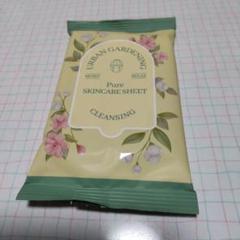 URBAN GARDENING
Pure
SKINCARE SHEET
CLEANSING